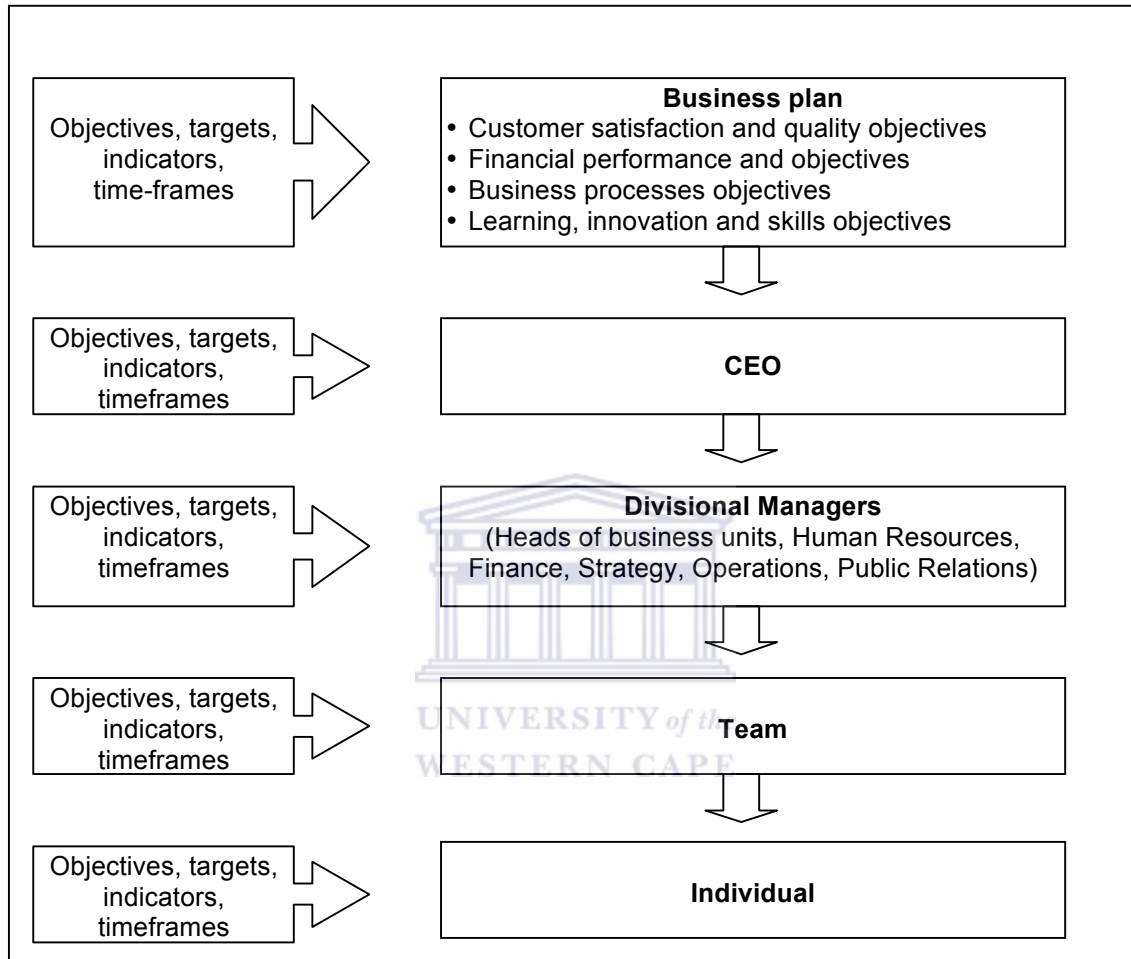 Objectives, targets,
indicators,
time-frames
Business plan
• Customer satisfaction and quality objectives
• Financial performance and objectives
• Business processes objectives
• Learning, innovation and skills objectives
Objectives, targets,
indicators,
timeframes
CEO
Objectives, targets,
indicators,
timeframes
Divisional Managers
(Heads of business units, Human Resources,
Finance, Strategy, Operations, Public Relations)
Objectives, targets,
indicators,
timeframes
Team
UNIVERSITY of the
WESTERN CAPE
Objectives, targets,
indicators,
timeframes
Individual